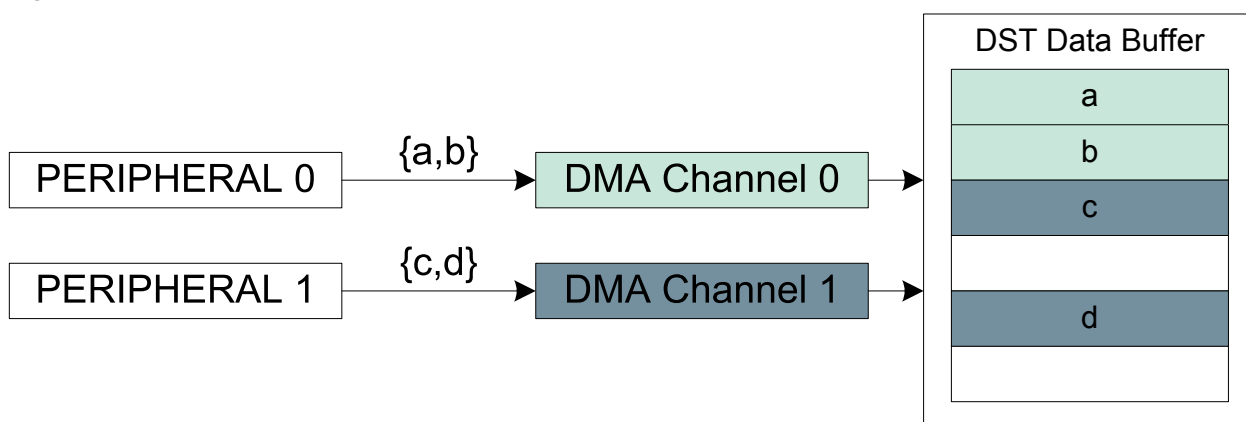 DST Data Buffer
a
b
c
d
PERIPHERAL 0
{a,b}
DMA Channel 0
PERIPHERAL 1
{c,d}
DMA Channel 1